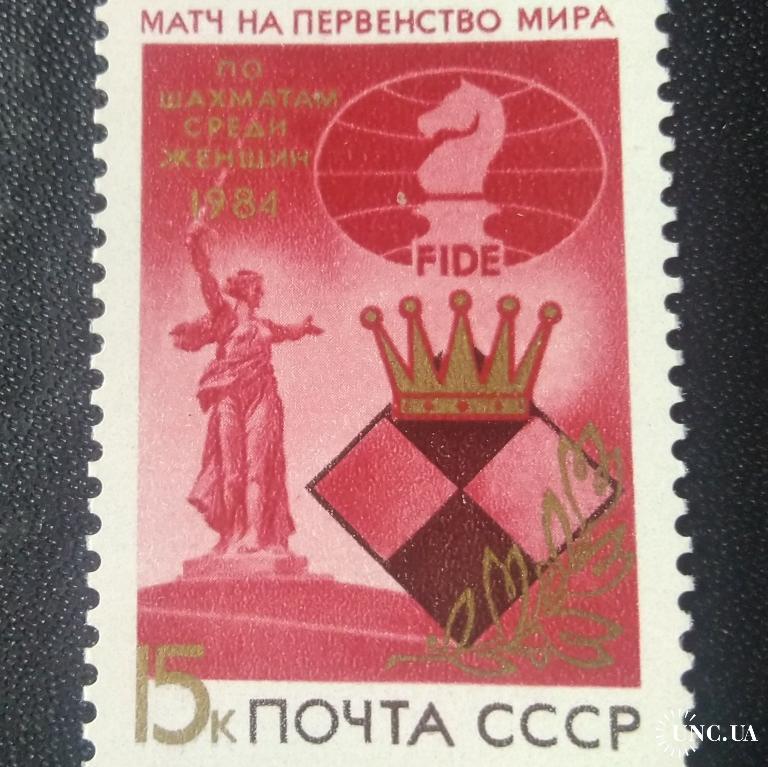 МАТЧ НА ПЕРВЕНСТВО МИРА
ПО
ШАХМАТАМ
СРЕДИ
ЖЕНЩИН
1984
FIDE
15к ПОЧТА СССР
UNC.UA